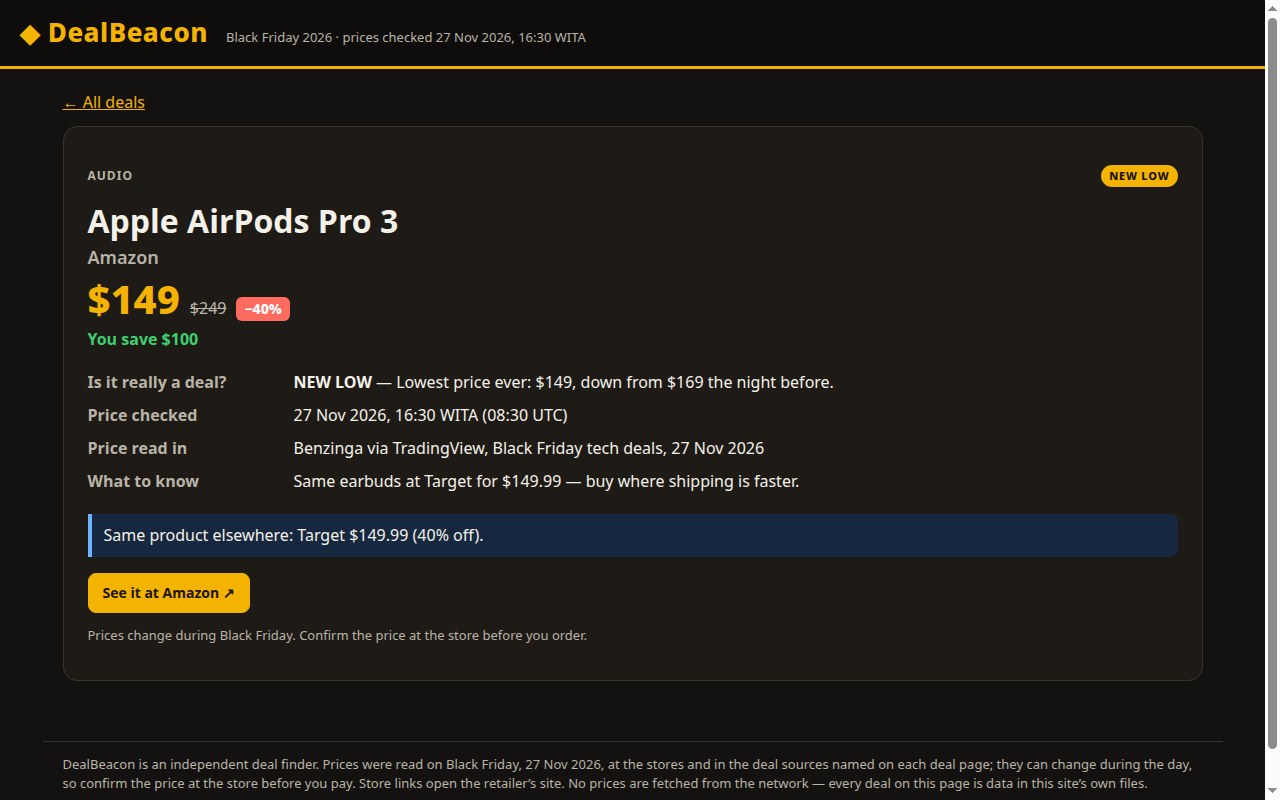 ◆ DealBeacon Black Friday 2026 · prices checked 27 Nov 2026, 16:30 WITA
← All deals
AUDIO NEW LOW
Apple AirPods Pro 3
Amazon
$149 $249 −40%
You save $100
Is it really a deal? NEW LOW — Lowest price ever: $149, down from $169 the night before.
Price checked 27 Nov 2026, 16:30 WITA (08:30 UTC)
Price read in Benzinga via TradingView, Black Friday tech deals, 27 Nov 2026
What to know Same earbuds at Target for $149.99 — buy where shipping is faster.
Same product elsewhere: Target $149.99 (40% off).
See it at Amazon ↗
Prices change during Black Friday. Confirm the price at the store before you order.
DealBeacon is an independent deal finder. Prices were read on Black Friday, 27 Nov 2026, at the stores and in the deal sources named on each deal page; they can change during the day,
so confirm the price at the store before you pay. Store links open the retailer’s site. No prices are fetched from the network — every deal on this page is data in this site’s own files.